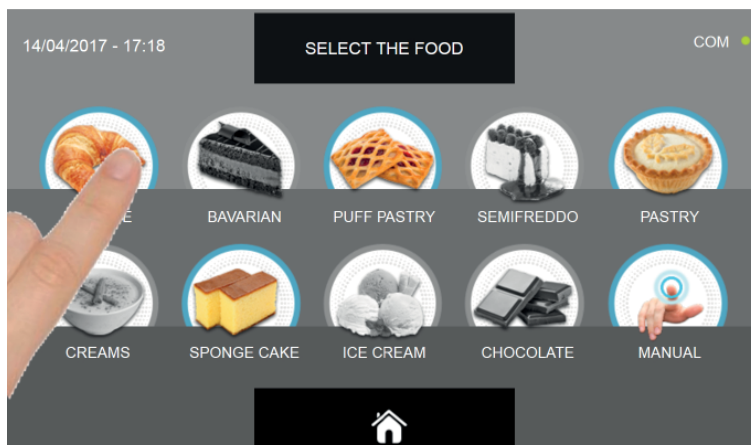 14/04/2017 - 17:18
SELECT THE FOOD
COM
BAVARIAN
PUFF PASTRY
SEMIFREDDO
PASTRY
CREAMS
SPONGE CAKE
ICE CREAM
CHOCOLATE
MANUAL